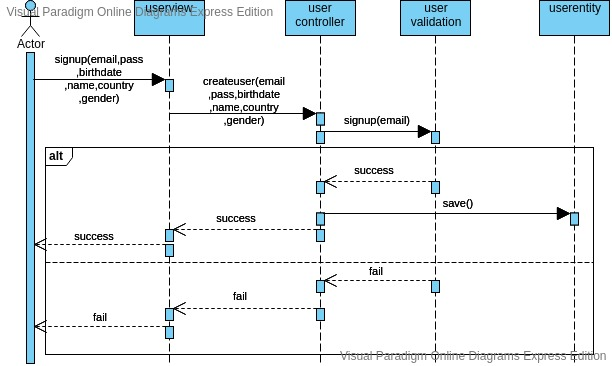 Visual Paradigm Online Diagrams Express Edition
userview
user
controller
user
validation
userentity
Actor
signup(email,pass
,birthdate
,name,country
,gender)
createuser(email
,pass,birthdate
,name,country
,gender)
signup(email)
alt
success
save()
success
success
fail
fail
fail
Visual Paradigm Online Diagrams Express Edition